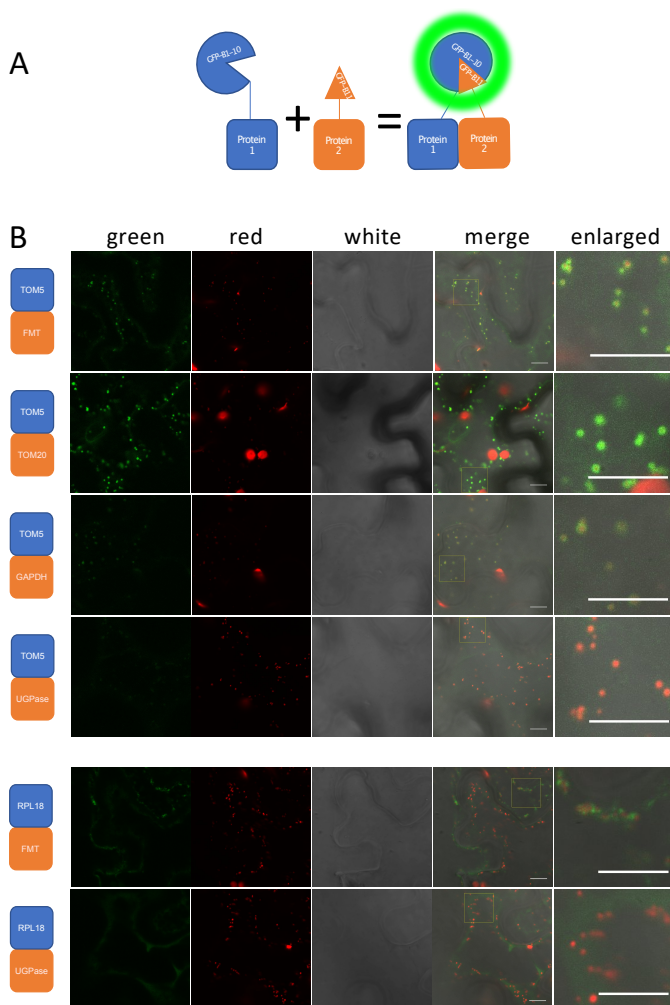 A
GFP-β1–10
GFP-β11
Protein
1
+
Protein
2
=
GFP-β1–10
GFP-β11
Protein
1
Protein
2
B
green
red
white
merge
enlarged
TOM5
FMT
TOM5
TOM20
TOM5
GAPDH
TOM5
UGPase
RPL18
FMT
RPL18
UGPase